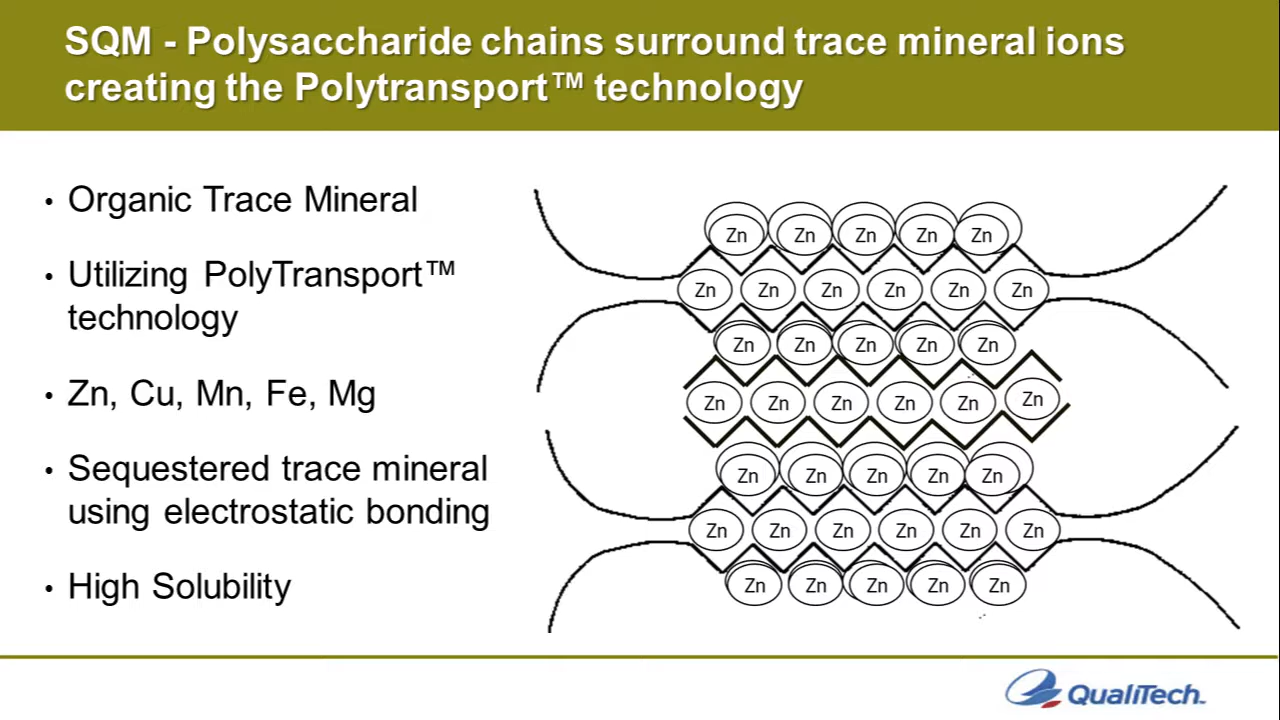 SQM - Polysaccharide chains surround trace mineral ions
creating the Polytransport™ technology
• Organic Trace Mineral
• Utilizing PolyTransport™
technology
• Zn, Cu, Mn, Fe, Mg
• Sequestered trace mineral
using electrostatic bonding
• High Solubility
Zn Zn Zn Zn Zn
Zn Zn Zn Zn Zn Zn
Zn Zn Zn Zn Zn
Zn Zn Zn Zn Zn Zn
Zn Zn Zn Zn Zn
Zn Zn Zn Zn Zn Zn
Zn Zn Zn Zn Zn
QualiTech™